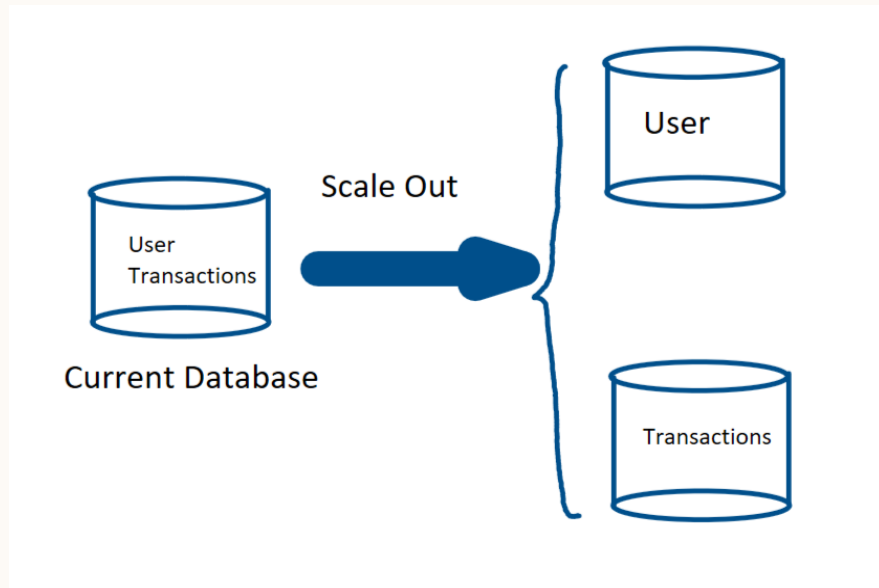 User
Transactions
Current Database
Scale Out
User
Transactions